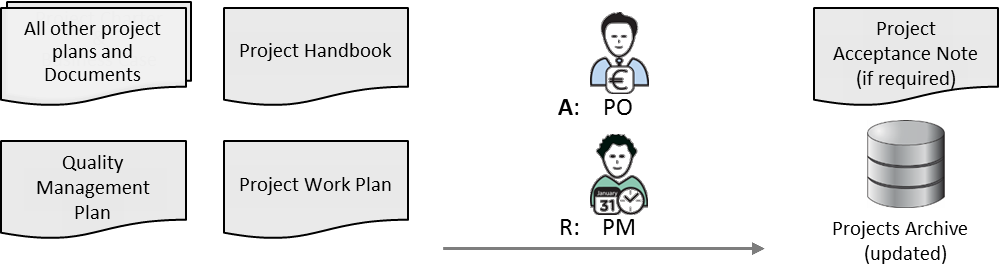 All other project
plans and
Documents
Project Handbook
Quality
Management
Plan
Project Work Plan
€
A: PO
January
31
R: PM
Project
Acceptance Note
(if required)
Projects Archive
(updated)